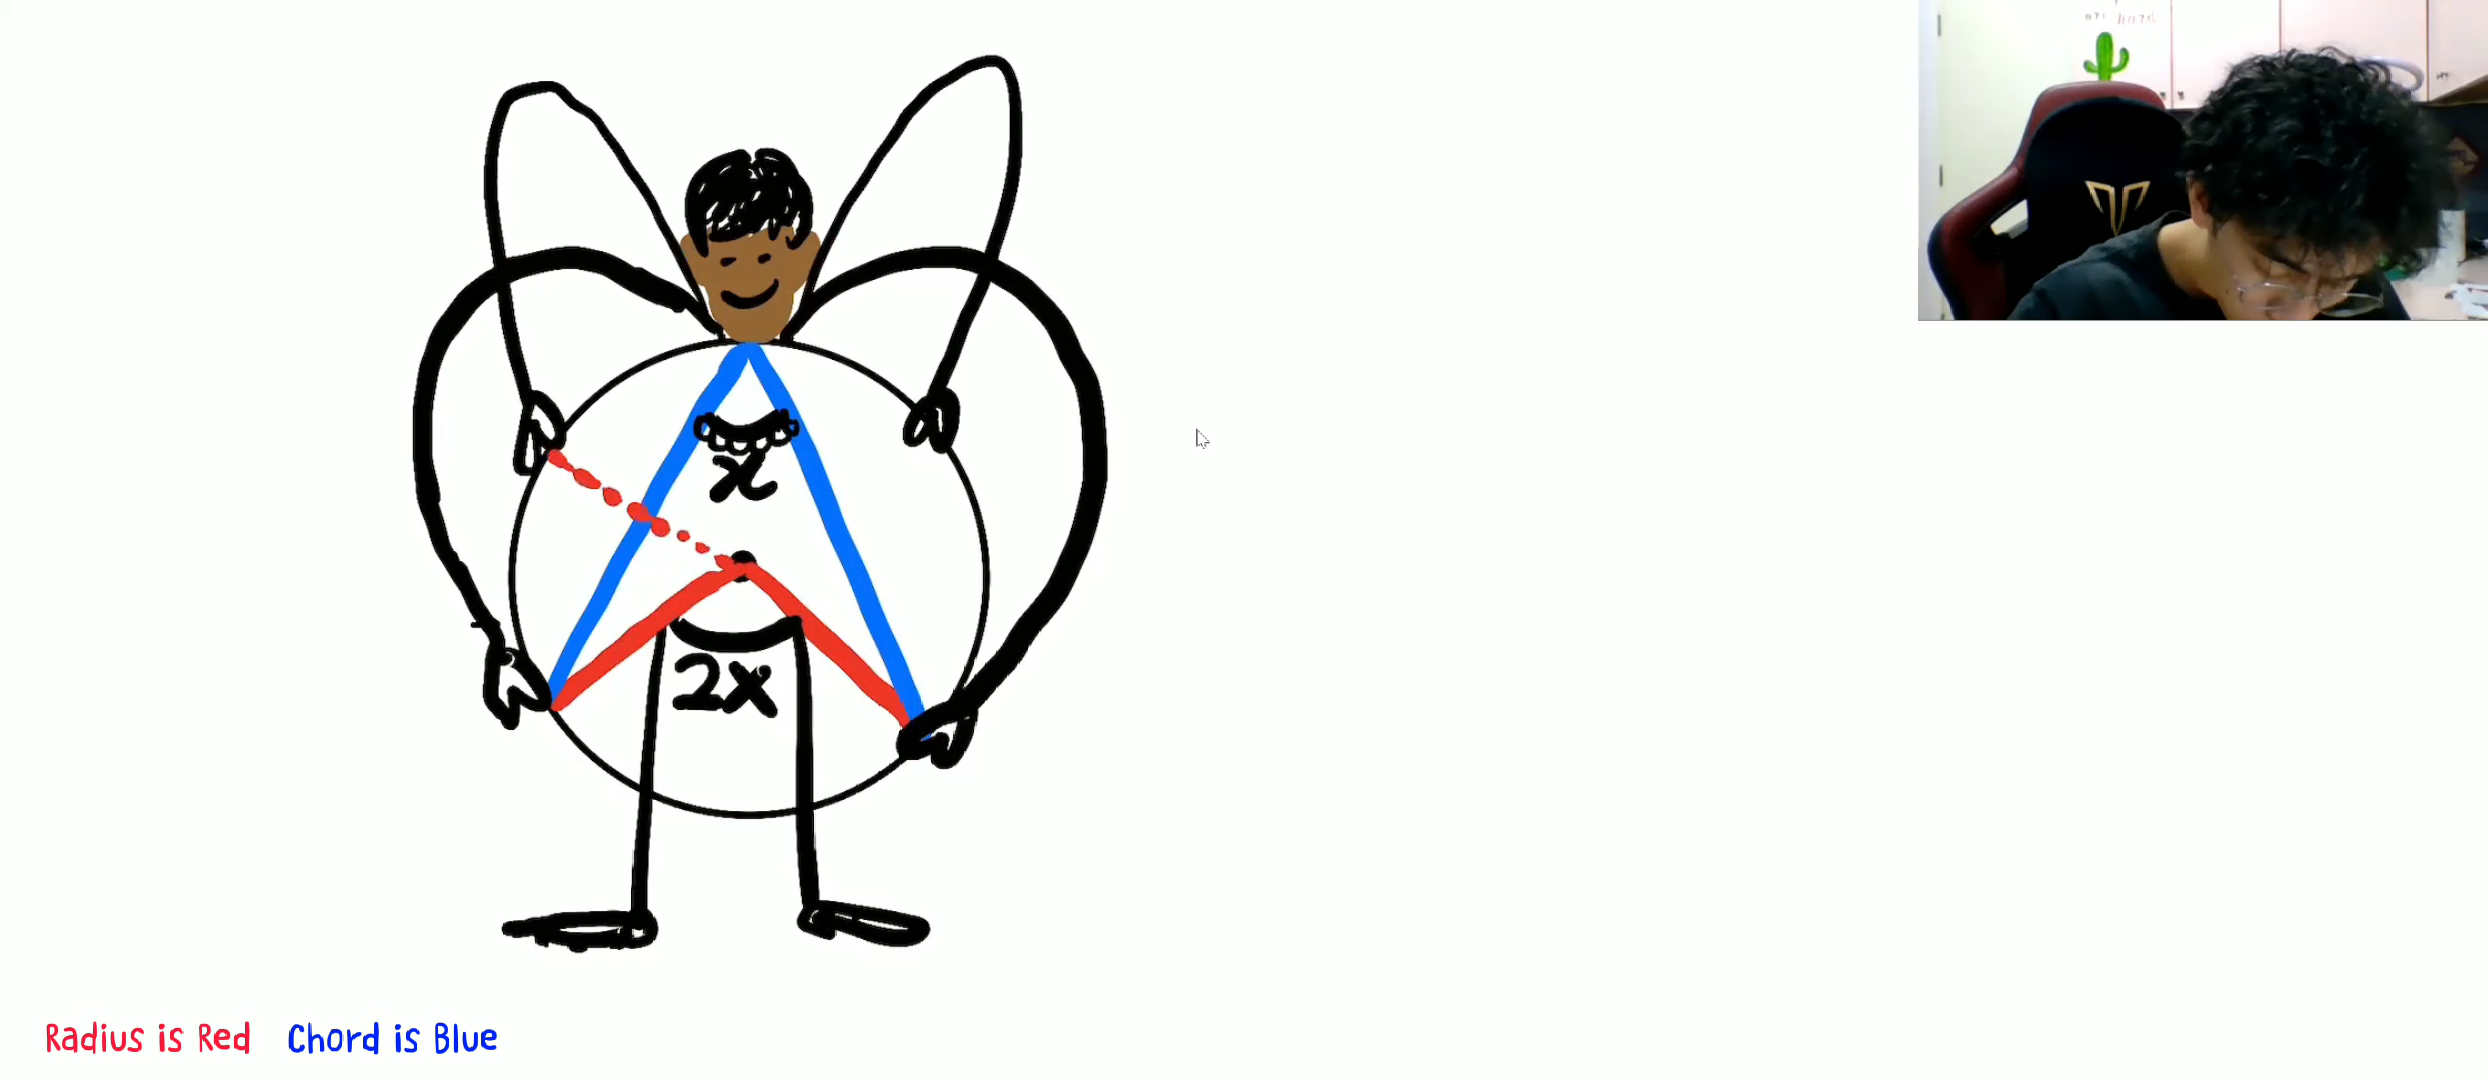 x
2x
Radius is Red Chord is Blue